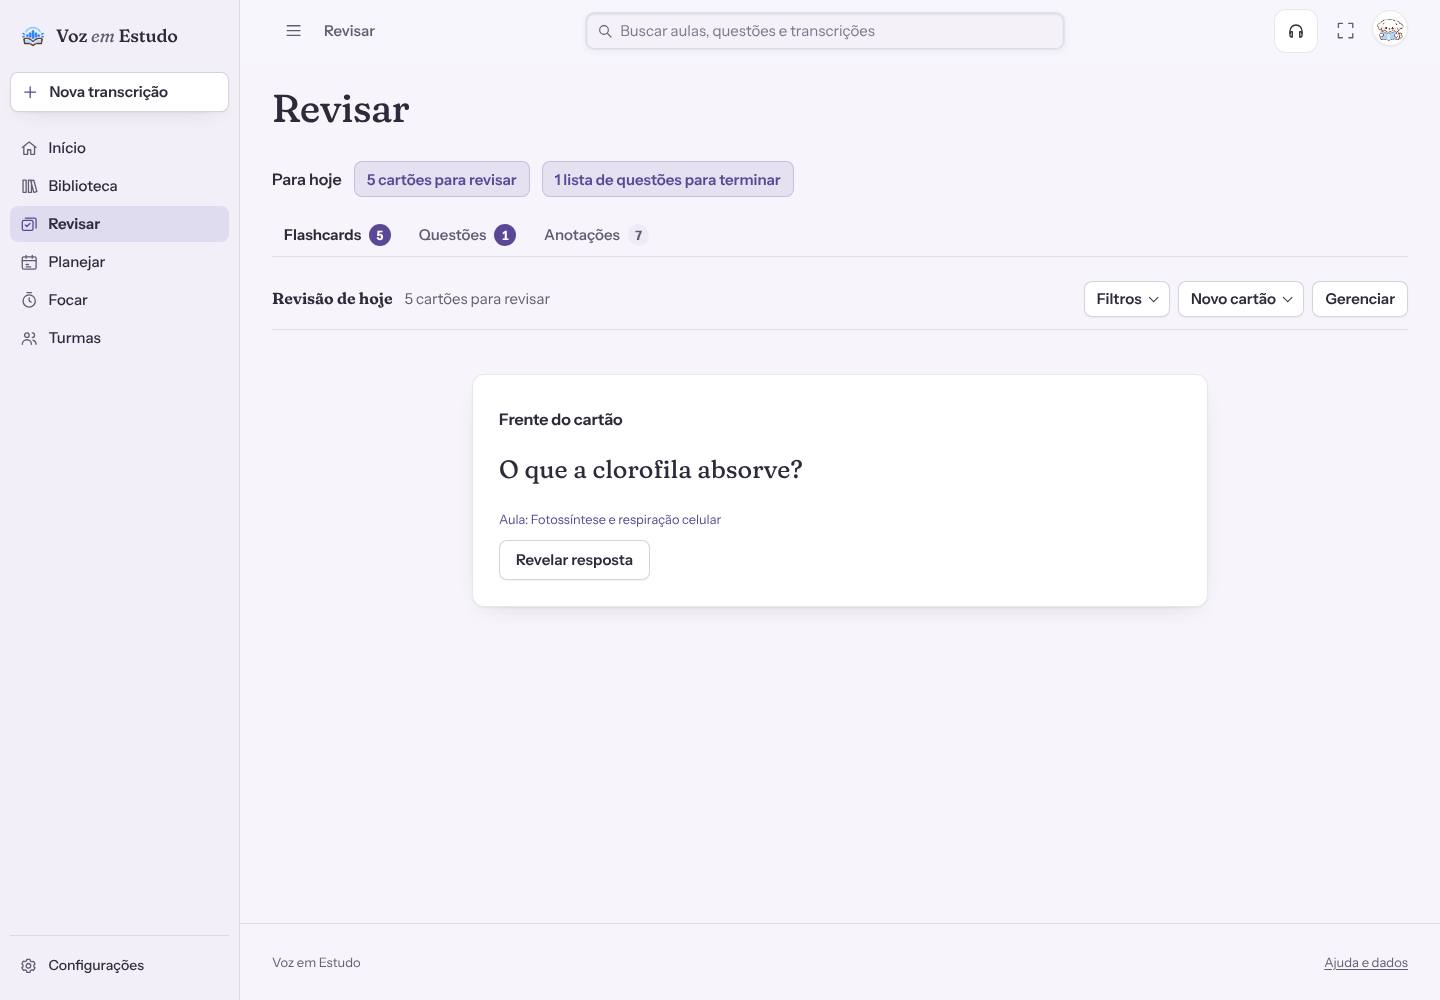 Voz em Estudo
Nova transcrição
Início
Biblioteca
Revisar
Planejar
Focar
Turmas
Configurações
Revisar
Buscar aulas, questões e transcrições
Revisar
Para hoje 5 cartões para revisar 1 lista de questões para terminar
Flashcards 5 Questões 1 Anotações 7
Revisão de hoje 5 cartões para revisar Filtros Novo cartão Gerenciar
Frente do cartão
O que a clorofila absorve?
Aula: Fotossíntese e respiração celular
Revelar resposta
Voz em Estudo Ajuda e dados